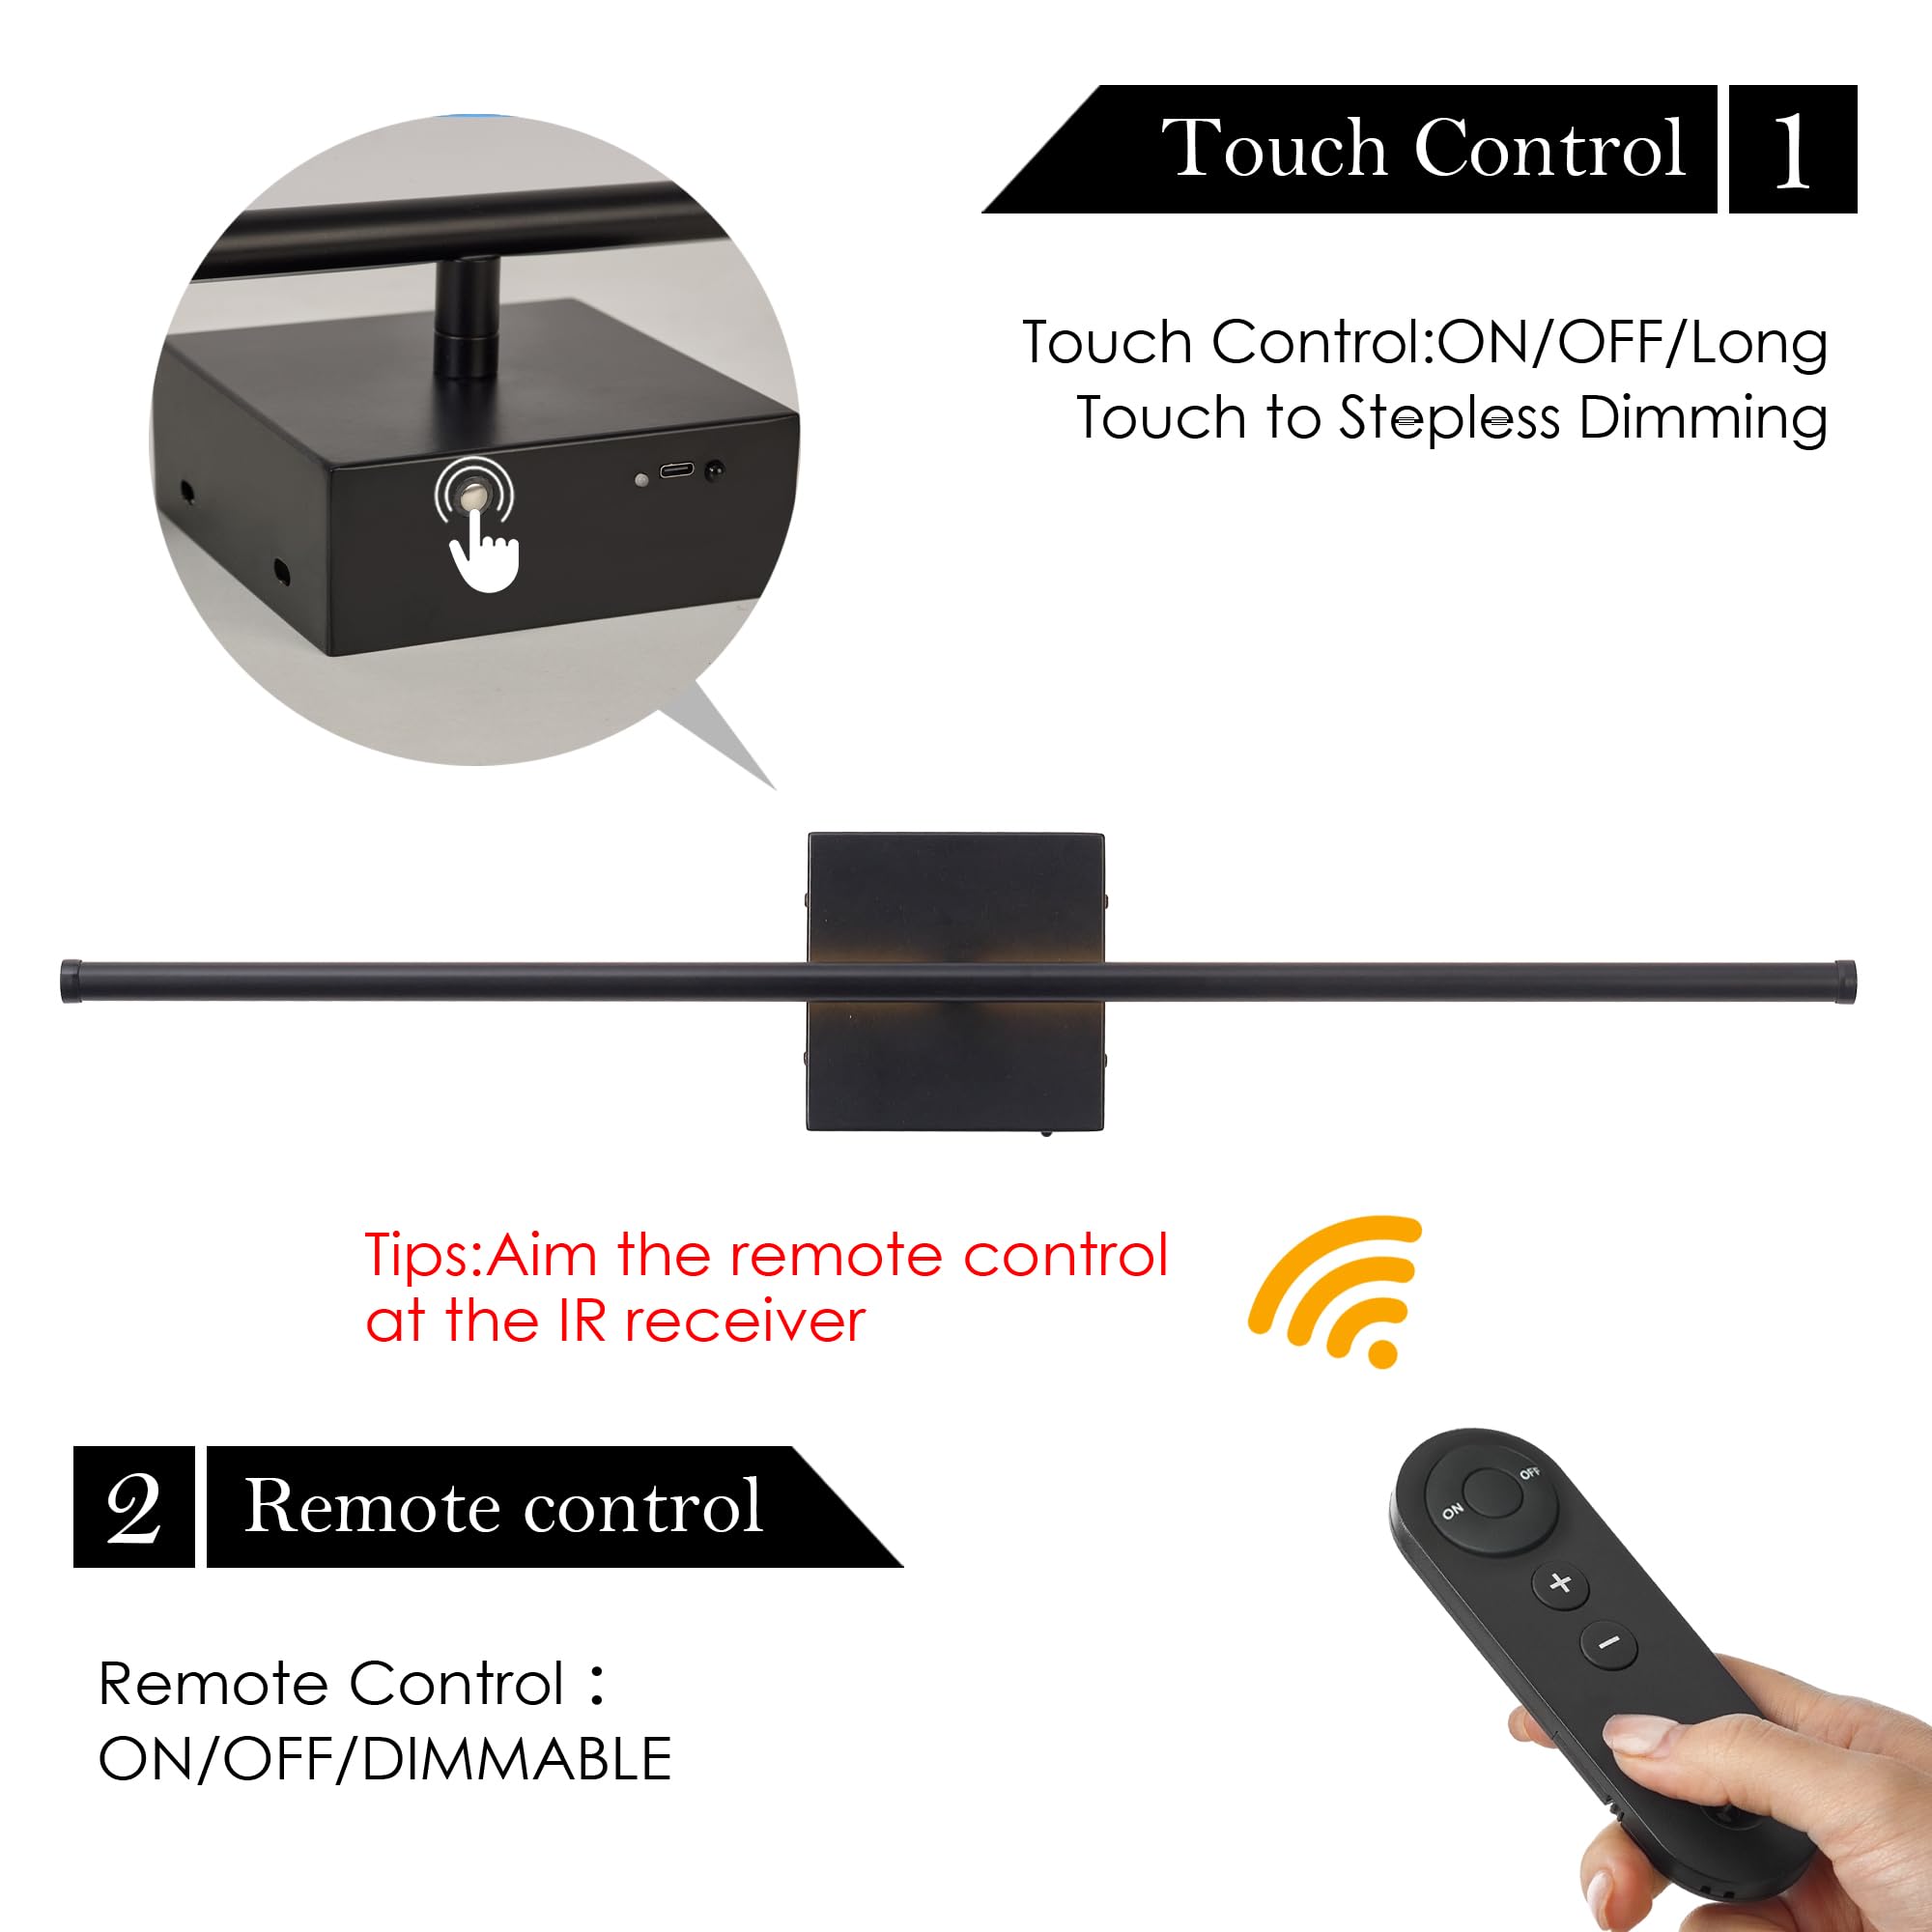 Touch Control 1
Touch Control:ON/OFF/Long
Touch to Stepless Dimming
Tips:Aim the remote control
at the IR receiver
2 Remote control
Remote Control：
ON/OFF/DIMMABLE
ON
OFF
+
−